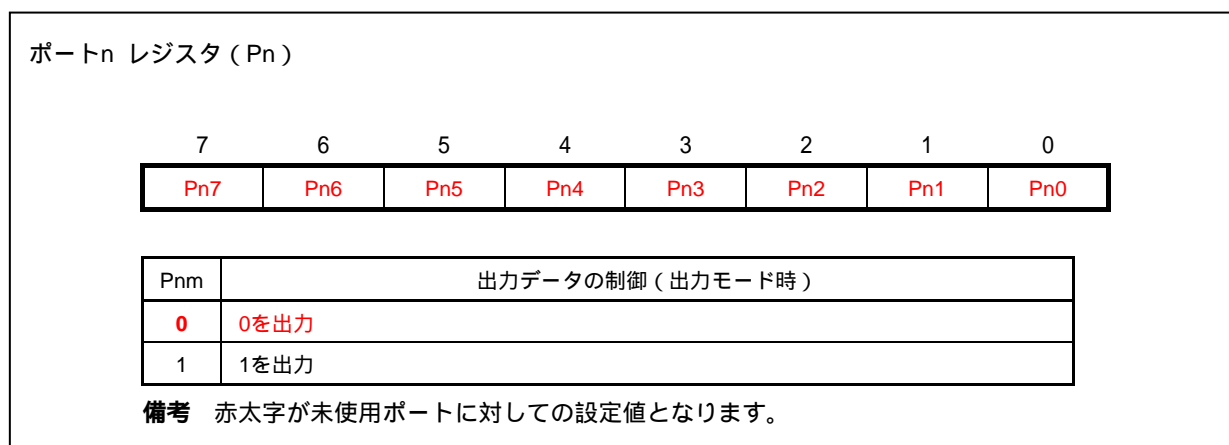 ポートn レジスタ(Pn)
7 6 5 4 3 2 1 0
Pn7 Pn6 Pn5 Pn4 Pn3 Pn2 Pn1 Pn0
Pnm 出力データの制御(出力モード時)
0 0を出力
1 1を出力
備考 赤太字が未使用ポートに対しての設定値となります。